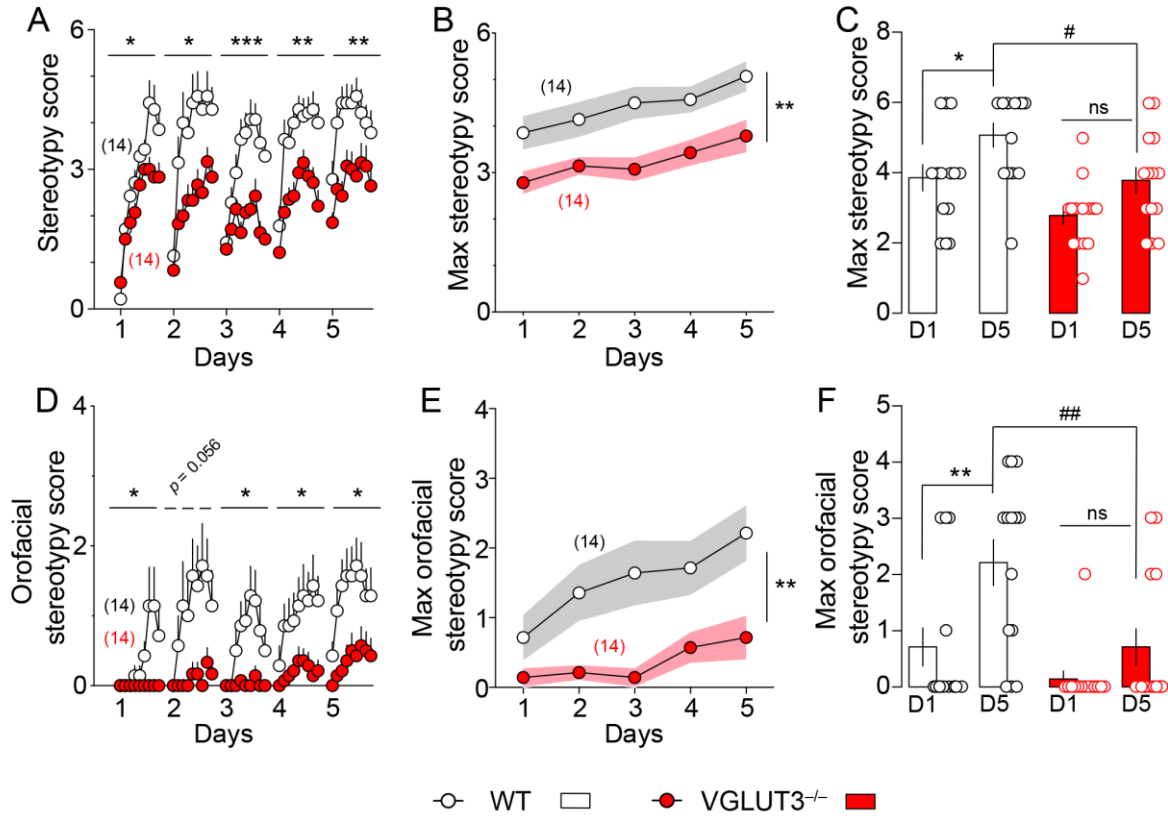 A
Stereotypy score
6
3
0
* * *** ** **
(14)
(14)
1 2 3 4 5
Days
B
Max stereotypy score
6
3
0
(14)
(14)
**
1 2 3 4 5
Days
C
Max stereotypy score
8
6
4
2
0
#
*
ns
D1 D5 D1 D5
D
Orofacial
stereotypy score
4
2
0
* p = 0.056 * * *
(14)
(14)
1 2 3 4 5
Days
E
Max orofacial
stereotypy score
4
3
2
1
0
(14)
(14)
**
1 2 3 4 5
Days
F
Max orofacial
stereotypy score
5
4
3
2
1
0
##
**
ns
D1 D5 D1 D5
WT VGLUT3⁻/⁻